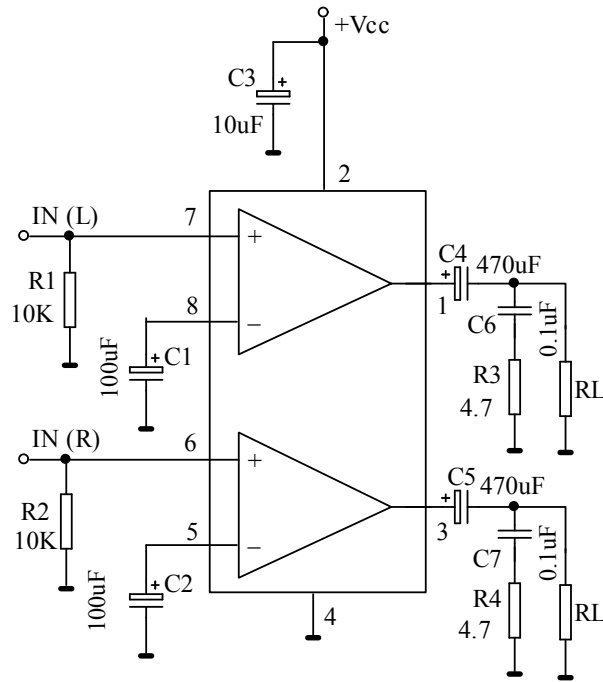 +Vcc
C3
+
10uF
2
IN (L)
7
+
R1
10K
8
−
+
C1
100uF
C4
+
470uF
1
C6
0.1uF
R3
4.7
RL
IN (R)
6
+
R2
10K
5
−
+
C2
100uF
C5
+
470uF
3
C7
0.1uF
R4
4.7
RL
4